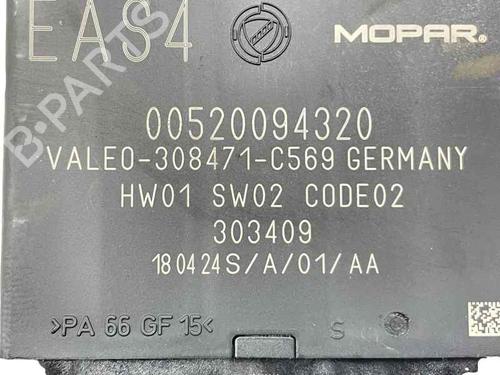 EAS4 MOPAR®
00520094320
VALEO-308471-C569 GERMANY
HW01 SW02 CODE02
303409
180424S/A/01/AA
>PA 66 GF 15< S
B-PARTS